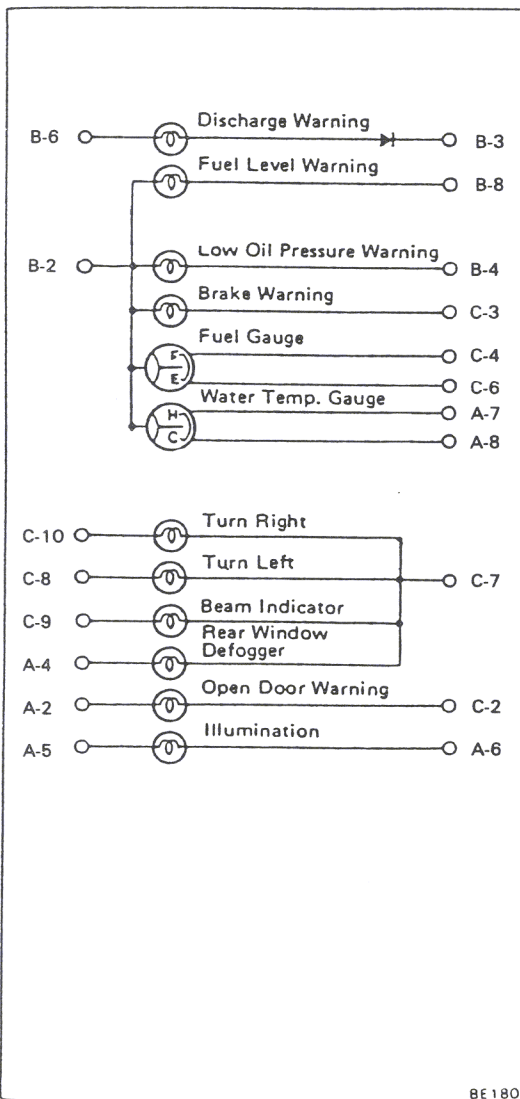 Discharge Warning
B-6 B-3
Fuel Level Warning
B-8
Low Oil Pressure Warning
B-2 B-4
Brake Warning
C-3
Fuel Gauge
F C-4
E C-6
Water Temp. Gauge
H A-7
C A-8
Turn Right
C-10
Turn Left
C-8 C-7
Beam Indicator
C-9
Rear Window
Defogger
A-4
Open Door Warning
A-2 C-2
Illumination
A-5 A-6
BE180